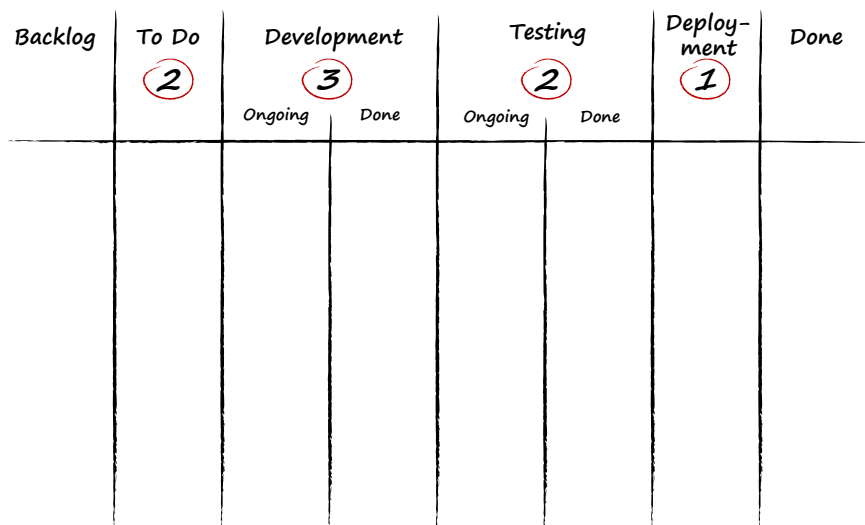 Backlog
To Do
2
Development
3
Ongoing
Done
Testing
2
Ongoing
Done
Deploy-
ment
1
Done